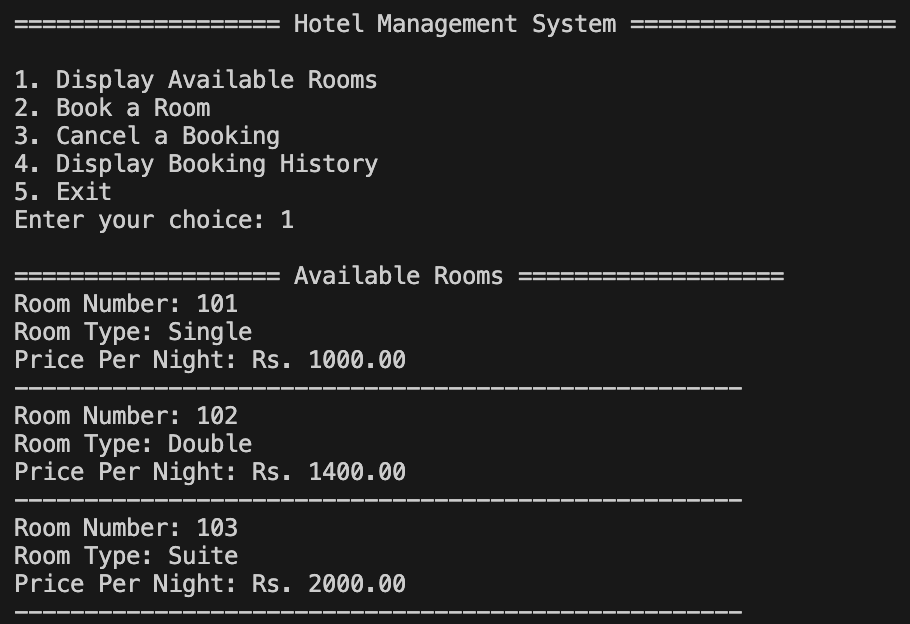 =================== Hotel Management System ===================
1. Display Available Rooms
2. Book a Room
3. Cancel a Booking
4. Display Booking History
5. Exit
Enter your choice: 1
=================== Available Rooms ===================
Room Number: 101
Room Type: Single
Price Per Night: Rs. 1000.00
----------------------------------------------------
Room Number: 102
Room Type: Double
Price Per Night: Rs. 1400.00
----------------------------------------------------
Room Number: 103
Room Type: Suite
Price Per Night: Rs. 2000.00
----------------------------------------------------